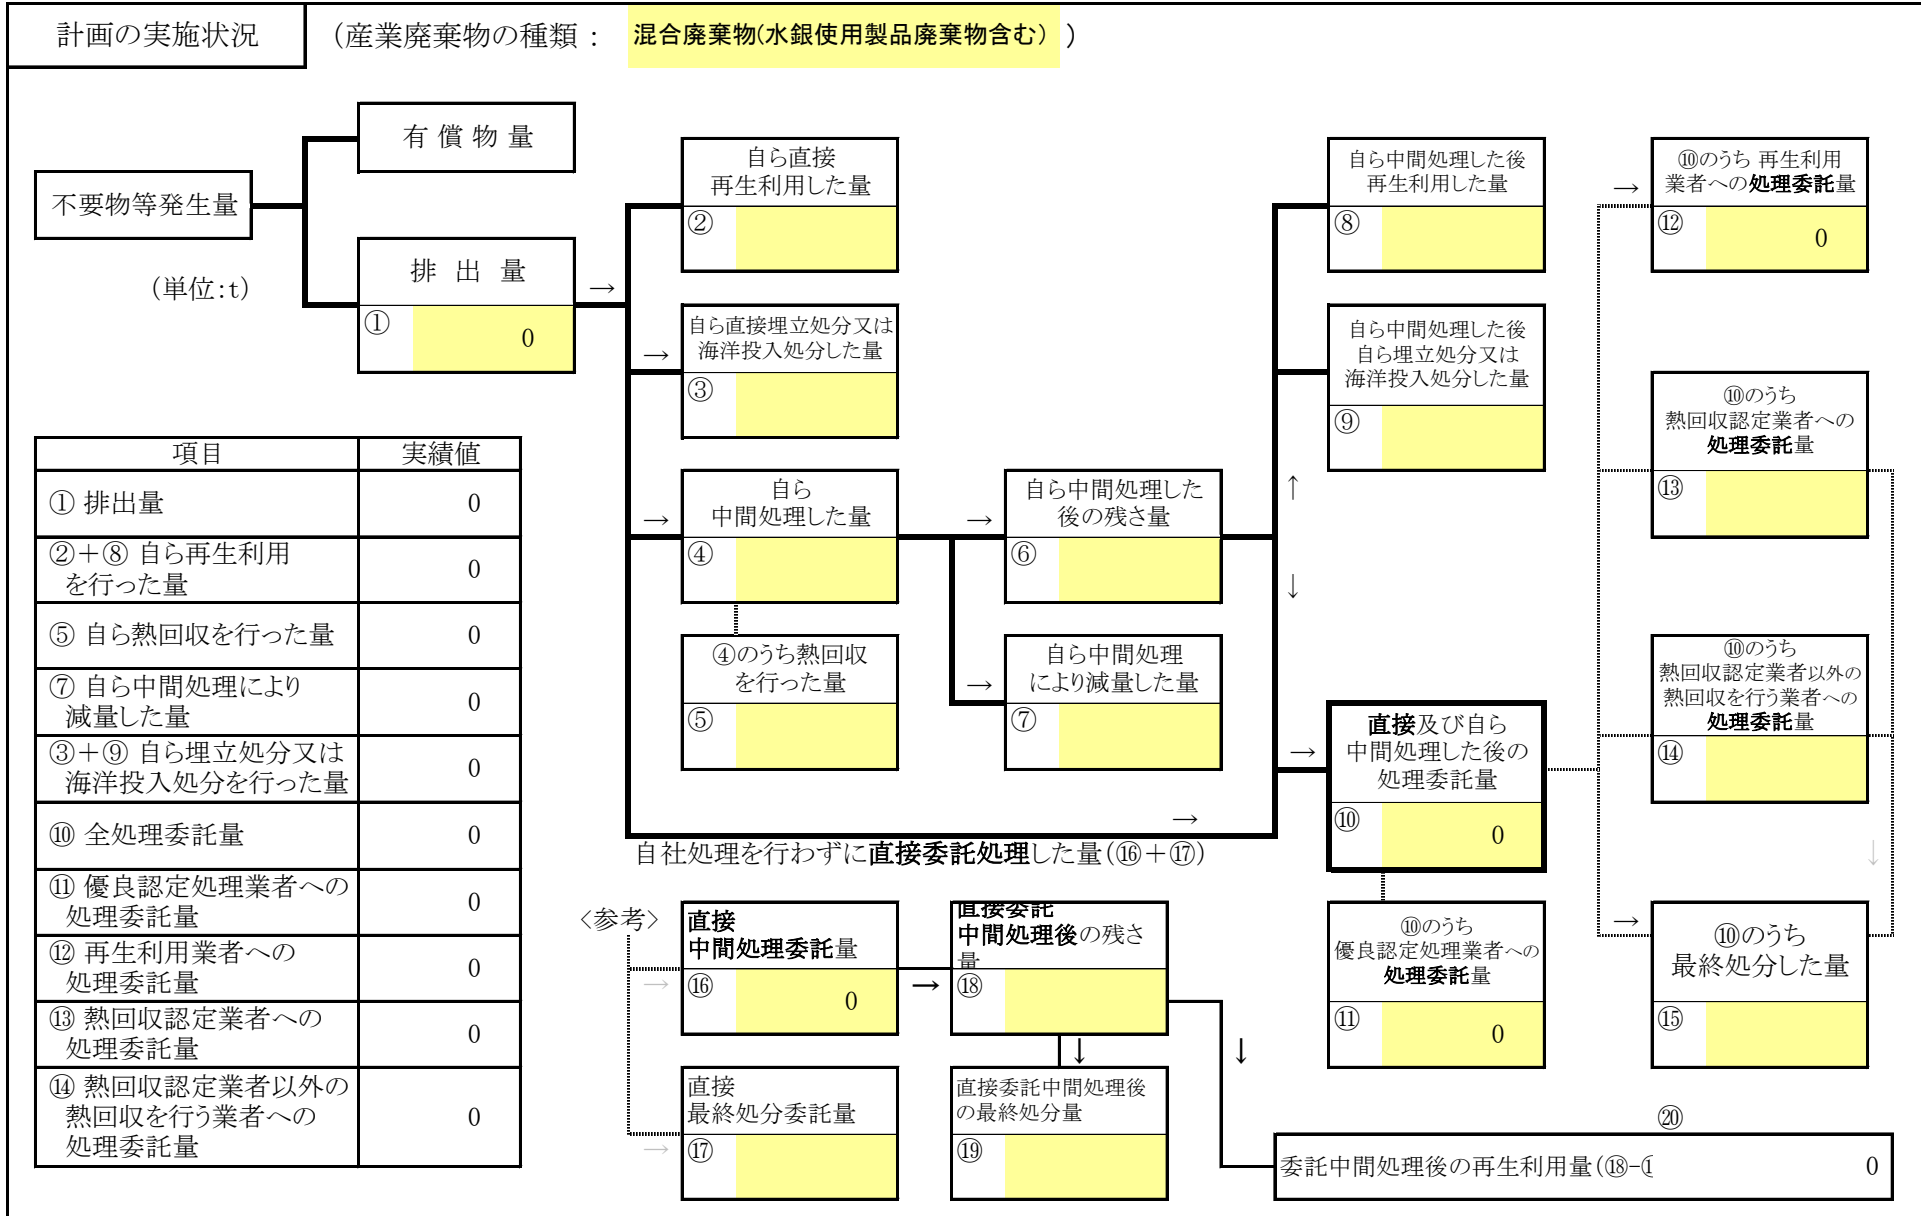 計画の実施状況
（産業廃棄物の種類：
混合廃棄物(水銀使用製品廃棄物含む）
）
有 償 物 量
不要物等発生量
（単位:t）
排 出 量
→
①
0
自ら直接
再生利用した量
②
→
自ら直接埋立処分又は
海洋投入処分した量
③
→
自ら
中間処理した量
④
④のうち熱回収
を行った量
⑤
→
自ら中間処理した
後の残さ量
⑥
→
自ら中間処理
により減量した量
⑦
自ら中間処理した後
再生利用した量
⑧
自ら中間処理した後
自ら埋立処分又は
海洋投入処分した量
⑨
↑
↓
→
直接及び自ら
中間処理した後の
処理委託量
⑩
0
→
自社処理を行わずに直接委託処理した量（⑯＋⑰）
→
⑩のうち 再生利用
業者への処理委託量
⑫
0
⑩のうち
熱回収認定業者への
処理委託量
⑬
⑩のうち
熱回収認定業者以外の
熱回収を行う業者への
処理委託量
⑭
↓
→
⑩のうち
最終処分した量
⑮
⑩のうち
優良認定処理業者への
処理委託量
⑪
0
項目 実績値
① 排出量 0
②＋⑧ 自ら再生利用
を行った量
0
⑤ 自ら熱回収を行った量 0
⑦ 自ら中間処理により
減量した量
0
③＋⑨ 自ら埋立処分又は
海洋投入処分を行った量
0
⑩ 全処理委託量 0
⑪ 優良認定処理業者への
処理委託量
0
⑫ 再生利用業者への
処理委託量
0
⑬ 熱回収認定業者への
処理委託量
0
⑭ 熱回収認定業者以外の
熱回収を行う業者への
処理委託量
0
〈参考〉
→
直接
中間処理委託量
⑯
0
→
直接委託
中間処理後の残さ
量
⑱
↓
↓
→
直接
最終処分委託量
⑰
直接委託中間処理後
の最終処分量
⑲
⑳
委託中間処理後の再生利用量（⑱-
0